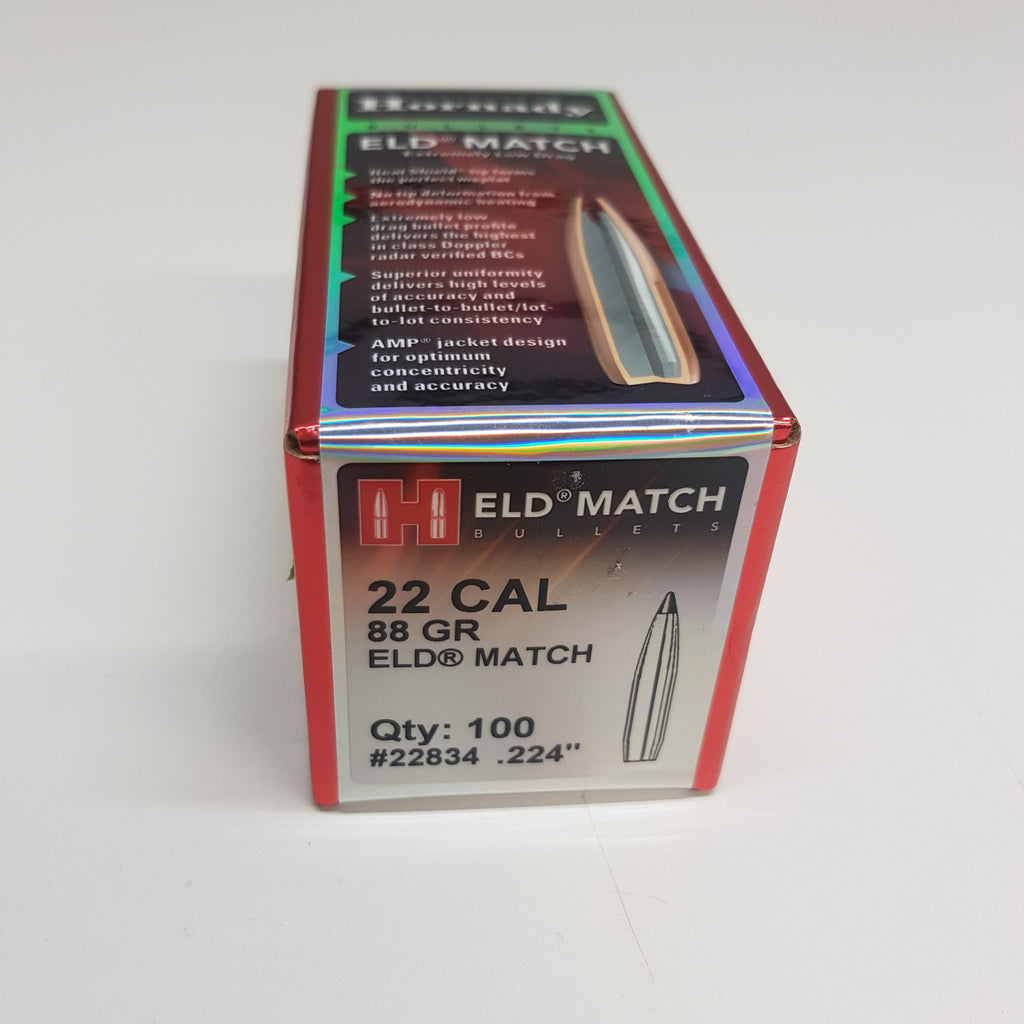 Hornady
BULLETS
ELD® MATCH
Extremely Low Drag
Heat Shield® tip forms
the perfect meplat
No tip deformation from
aerodynamic heating
Extremely low
drag bullet profile
delivers the highest
in class Doppler
radar verified BCs
Superior uniformity
delivers high levels
of accuracy and
bullet-to-bullet/lot-
to-lot consistency
AMP® jacket design
for optimum
concentricity
and accuracy
H ELD® MATCH
BULLETS
22 CAL
88 GR
ELD® MATCH
Qty: 100
#22834 .224"